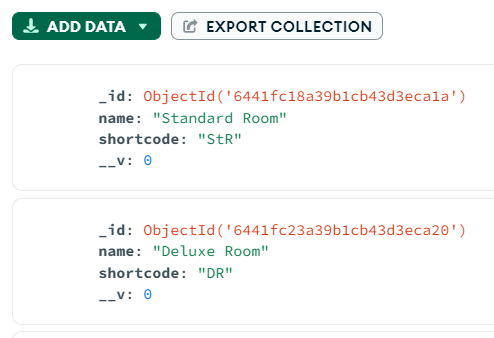 ADD DATA
EXPORT COLLECTION
_id: ObjectId('6441fc18a39b1cb43d3eca1a')
name: "Standard Room"
shortcode: "StR"
__v: 0
_id: ObjectId('6441fc23a39b1cb43d3eca20')
name: "Deluxe Room"
shortcode: "DR"
__v: 0